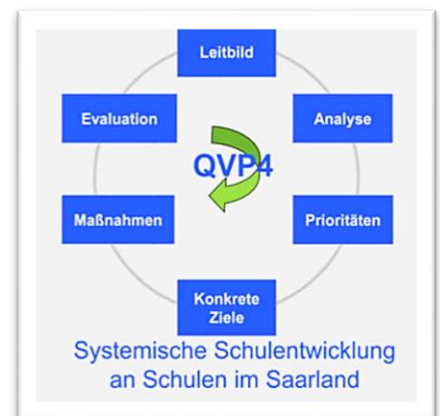 Leitbild
Analyse
Prioritäten
Konkrete
Ziele
Maßnahmen
Evaluation
QVP4
Systemische Schulentwicklung
an Schulen im Saarland